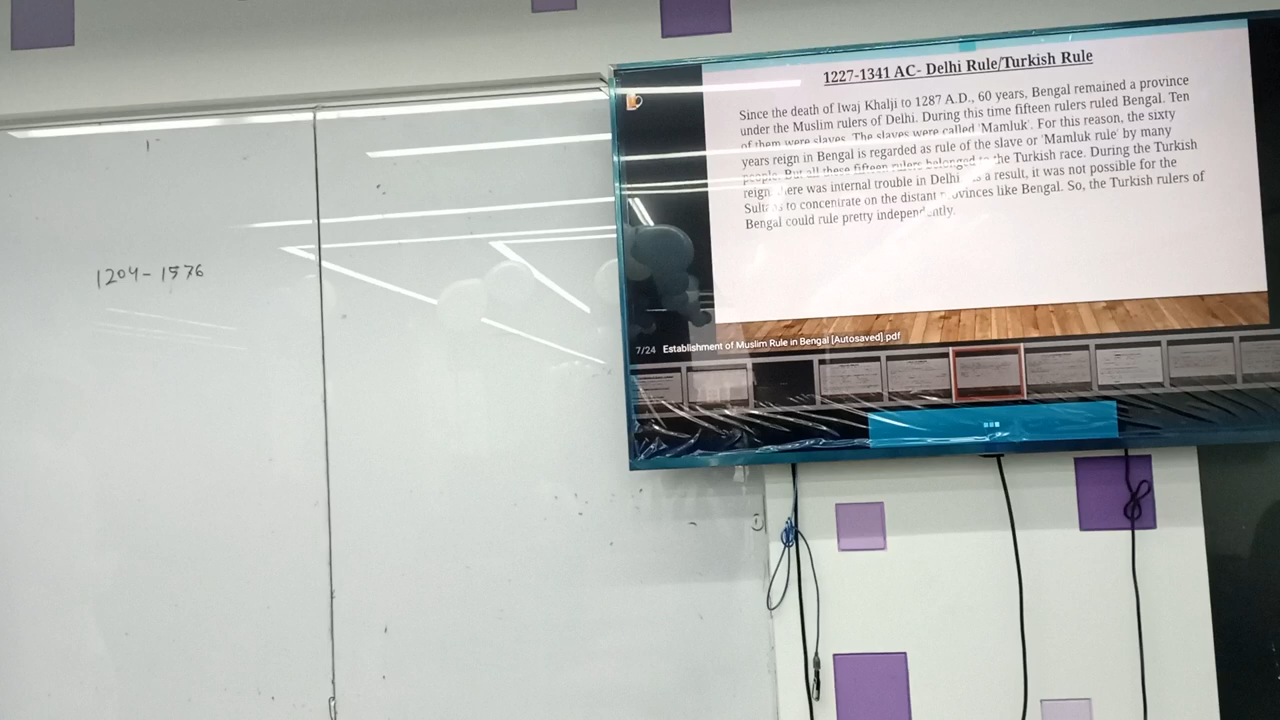 1204-1576
1227-1341 AC- Delhi Rule/Turkish Rule
Since the death of Iwaj Khalji to 1287 A.D., 60 years, Bengal remained a province
under the Muslim rulers of Delhi. During this time fifteen rulers ruled Bengal. Ten
of them were slaves. The slaves were called 'Mamluk'. For this reason, the sixty
years reign in Bengal is regarded as rule of the slave or 'Mamluk rule' by many
people. But all these fifteen rulers belonged to the Turkish race. During the Turkish
reign, there was internal trouble in Delhi. As a result, it was not possible for the
Sultans to concentrate on the distant provinces like Bengal. So, the Turkish rulers of
Bengal could rule pretty independently.
7/24 Establishment of Muslim Rule in Bengal [Autosaved].pdf